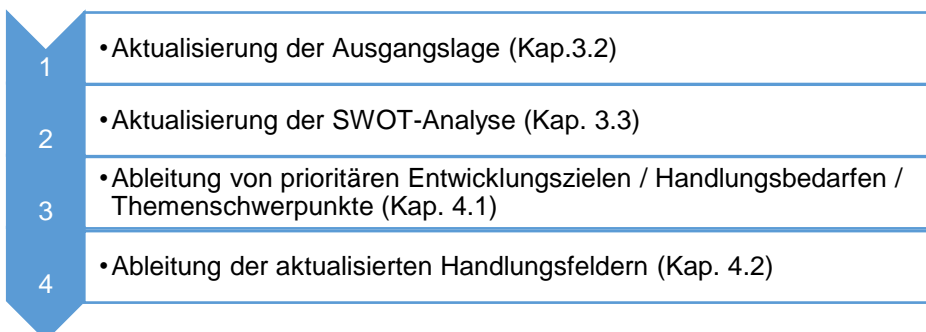 1
•Aktualisierung der Ausgangslage (Kap.3.2)
2
•Aktualisierung der SWOT-Analyse (Kap. 3.3)
3
•Ableitung von prioritären Entwicklungszielen / Handlungsbedarfen /
Themenschwerpunkte (Kap. 4.1)
4
•Ableitung der aktualisierten Handlungsfeldern (Kap. 4.2)